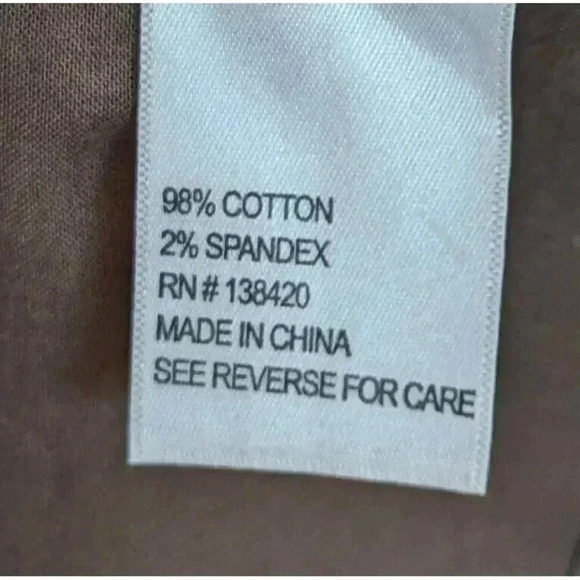 98% COTTON
2% SPANDEX
RN # 138420
MADE IN CHINA
SEE REVERSE FOR CARE